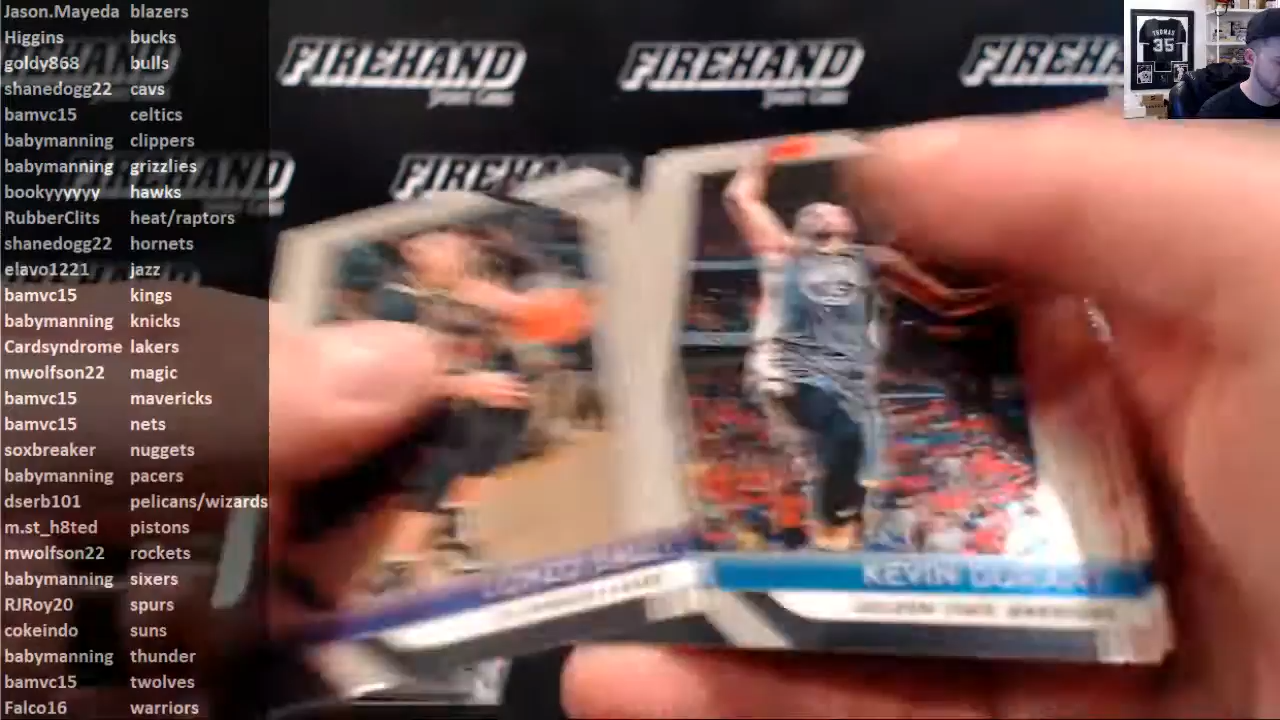 Jason.Mayeda blazers
Higgins bucks
goldy868 bulls
shanedogg22 cavs
bamvc15 celtics
babymanning clippers
babymanning grizzlies
bookyyyyyy hawks
RubberClits heat/raptors
shanedogg22 hornets
elavo1221 jazz
bamvc15 kings
babymanning knicks
Cardsyndrome lakers
mwolfson22 magic
bamvc15 mavericks
bamvc15 nets
soxbreaker nuggets
babymanning pacers
dserb101 pelicans/wizards
m.st_h8ted pistons
mwolfson22 rockets
babymanning sixers
RJRoy20 spurs
cokeindo suns
babymanning thunder
bamvc15 twolves
Falco16 warriors
FIREHAND FIREHAND FIREHAND
FIREHAND FIREHAND
THOMAS
35
KEVIN DURANT
GOLDEN STATE WARRIORS